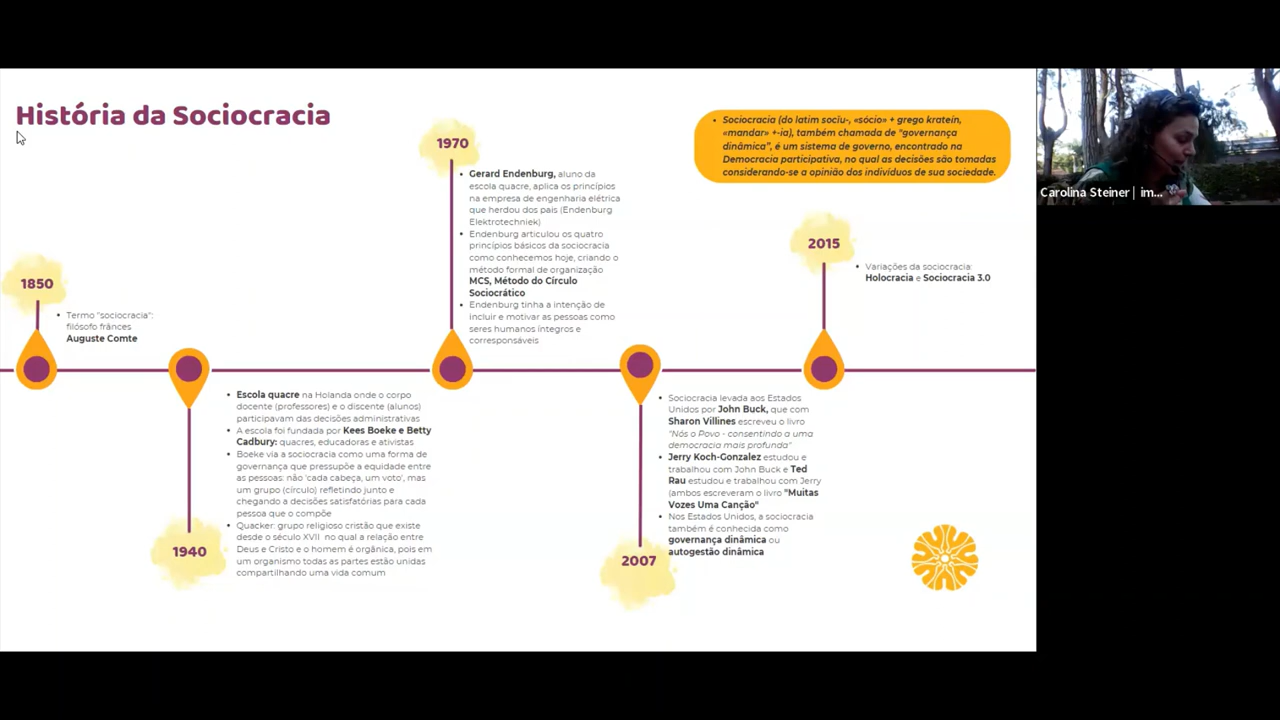 História da Sociocracia
Sociocracia (do latim sociu-, «sócio» + grego krateín,
«mandar» +-ia), também chamada de "governança
dinâmica", é um sistema de governo, encontrado na
Democracia participativa, no qual as decisões são tomadas
considerando-se a opinião dos indivíduos de sua sociedade.
1850
Termo "sociocracia":
filósofo frânces
Auguste Comte
1940
Escola quacre na Holanda onde o corpo
docente (professores) e o discente (alunos)
participavam das decisões administrativas
A escola foi fundada por Kees Boeke e Betty
Cadbury: quacres, educadoras e ativistas
Boeke via a sociocracia como uma forma de
governança que pressupõe a equidade entre
as pessoas: não 'cada cabeça, um voto', mas
um grupo (círculo) refletindo junto e
chegando a decisões satisfatórias para cada
pessoa que o compõe
Quacker: grupo religioso cristão que existe
desde o século XVII no qual a relação entre
Deus e Cristo e o homem é orgânica, pois em
um organismo todas as partes estão unidas
compartilhando uma vida comum
1970
Gerard Endenburg, aluno da
escola quacre, aplica os princípios
na empresa de engenharia elétrica
que herdou dos pais (Endenburg
Elektrotechniek)
Endenburg articulou os quatro
princípios básicos da sociocracia
como conhecemos hoje, criando o
método formal de organização
MCS, Método do Círculo
Sociocrático
Endenburg tinha a intenção de
incluir e motivar as pessoas como
seres humanos íntegros e
corresponsáveis
2007
Sociocracia levada aos Estados
Unidos por John Buck, que com
Sharon Villines escreveu o livro
"Nós o Povo - consentindo a uma
democracia mais profunda"
Jerry Koch-Gonzalez estudou e
trabalhou com John Buck e Ted
Rau estudou e trabalhou com Jerry
(ambos escreveram o livro "Muitas
Vozes Uma Canção"
Nos Estados Unidos, a sociocracia
também é conhecida como
governança dinâmica ou
autogestão dinâmica
2015
Variações da sociocracia:
Holocracia e Sociocracia 3.0
Carolina Steiner | im...